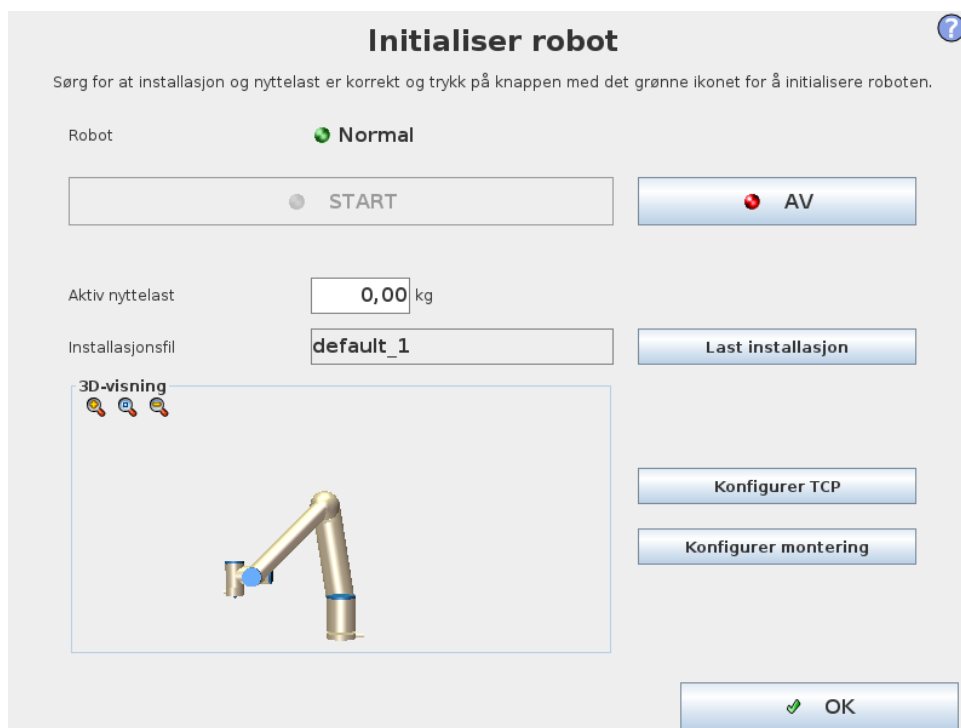 Initialiser robot
?
Sørg for at installasjon og nyttelast er korrekt og trykk på knappen med det grønne ikonet for å initialisere roboten.
Robot
Normal
START
AV
Aktiv nyttelast
0,00 kg
Installasjonsfil
default_1
Last installasjon
3D-visning
Konfigurer TCP
Konfigurer montering
OK